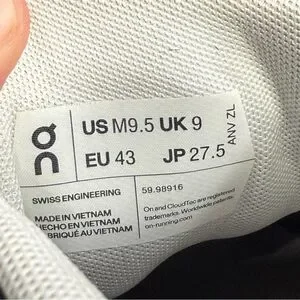 on
US M9.5 UK 9
EU 43 JP 27.5
ANV ZL
SWISS ENGINEERING
59.98916
MADE IN VIETNAM
HECHO EN VIETNAM
FABRIQUÉ AU VIETNAM
On and CloudTec are registered
trademarks. Worldwide patents.
on-running.com